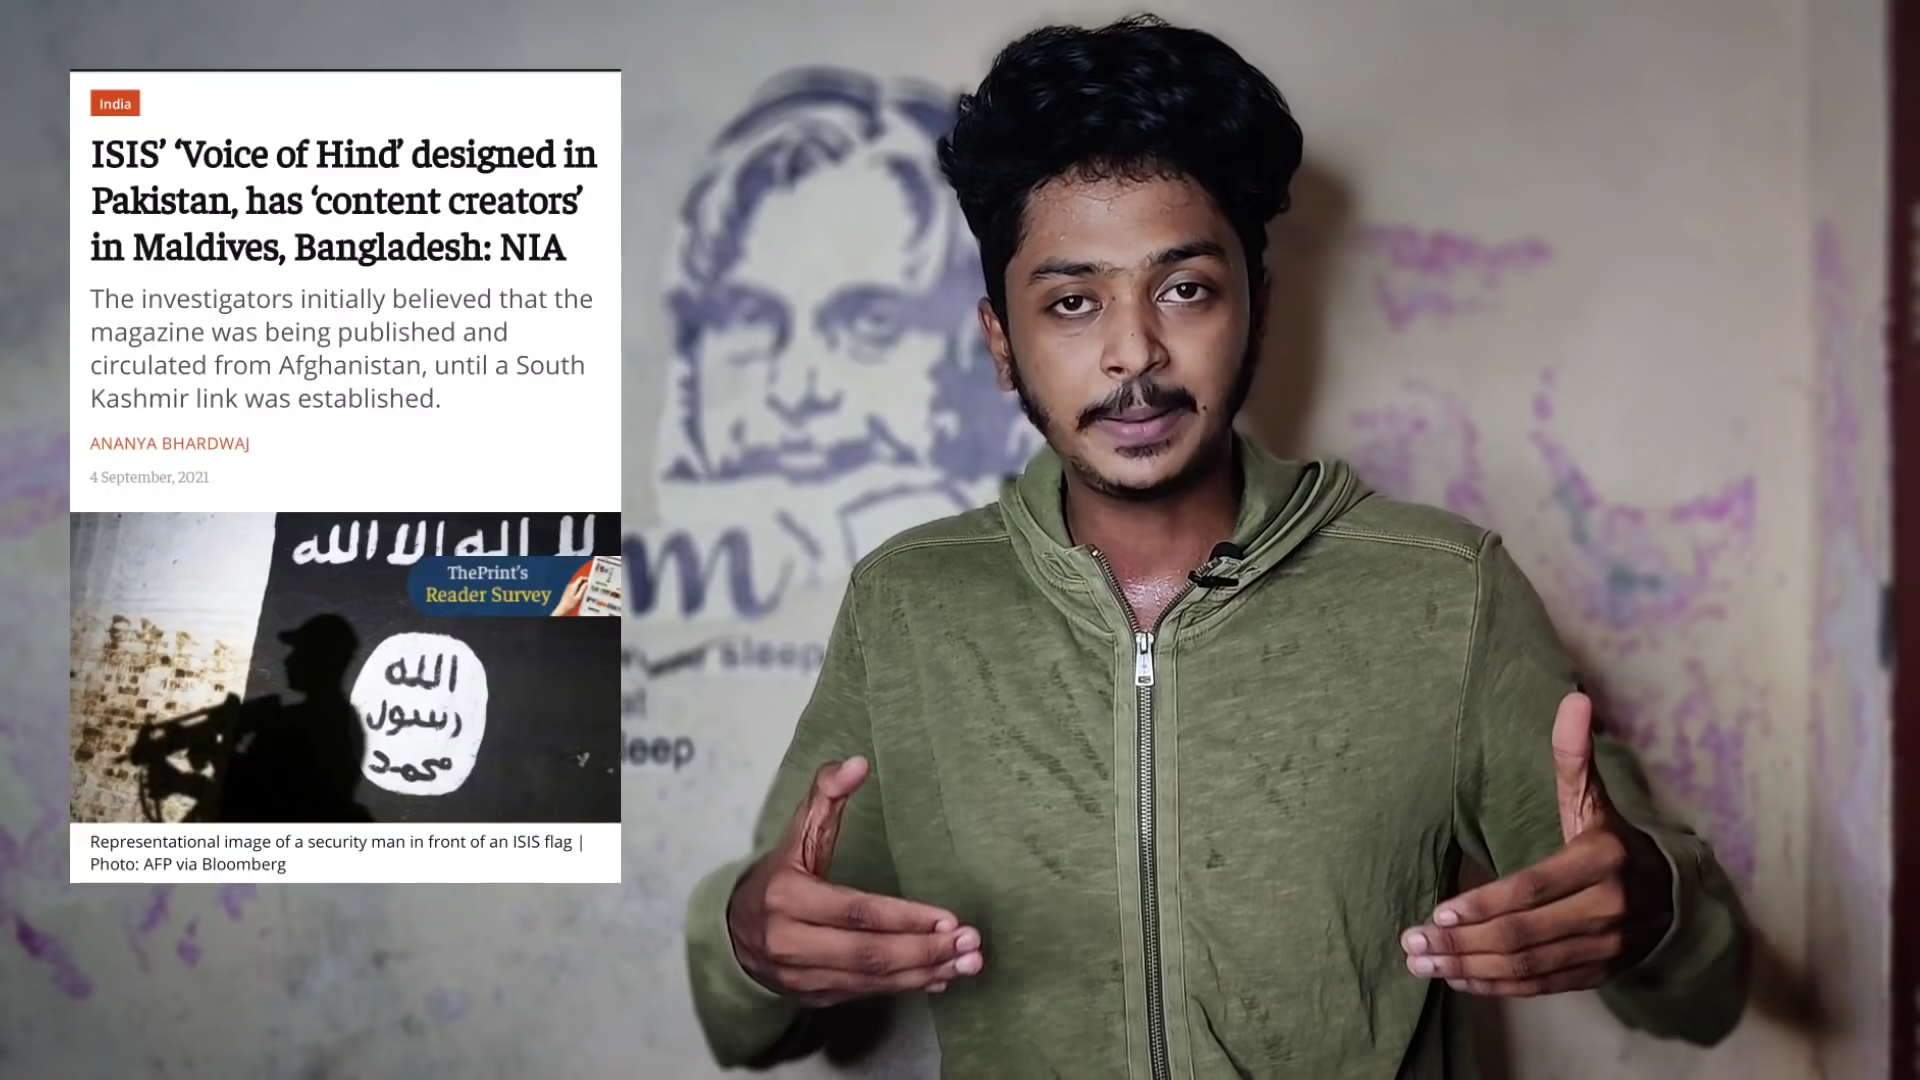 India
ISIS’ ‘Voice of Hind’ designed in
Pakistan, has ‘content creators’
in Maldives, Bangladesh: NIA
The investigators initially believed that the
magazine was being published and
circulated from Afghanistan, until a South
Kashmir link was established.
ANANYA BHARDWAJ
4 September, 2021
لا اله الا الله
ThePrint’s
Reader Survey
الله
رسول
محمد
Representational image of a security man in front of an ISIS flag |
Photo: AFP via Bloomberg
m
sleep